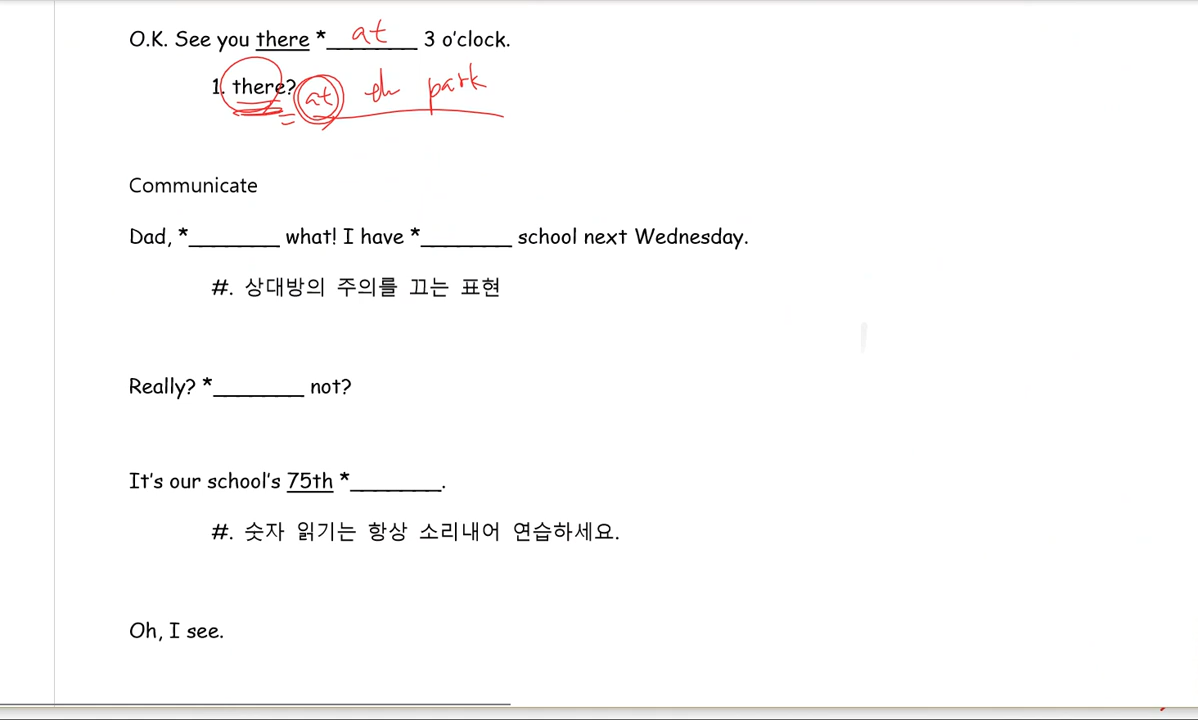 O.K. See you there *________ at 3 o'clock.
1. there? at park
Communicate
Dad, *________ what! I have *________ school next Wednesday.
#. 상대방의 주의를 끄는 표현
Really? *________ not?
It's our school's 75th *________.
#. 숫자 읽기는 항상 소리내어 연습하세요.
Oh, I see.